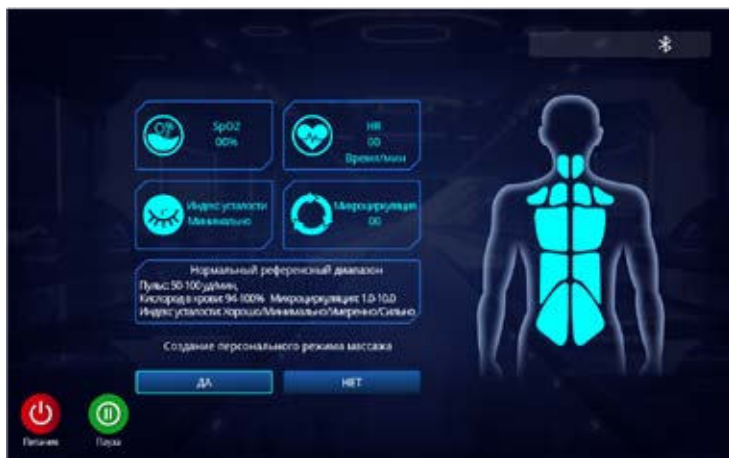 SpO2
00%
HR
00
Время/мин
Индекс усталости
Минимально
Микроциркуляция
00
Нормальный референсный диапазон
Пульс: 50-100 уд/мин,
Кислород в крови: 94-100% Микроциркуляция: 1.0-10.0
Индекс усталости: Хорошо/Минимально/Умеренно/Сильно
Создание персонального режима массажа
ДА
НЕТ
Питание
Пауза